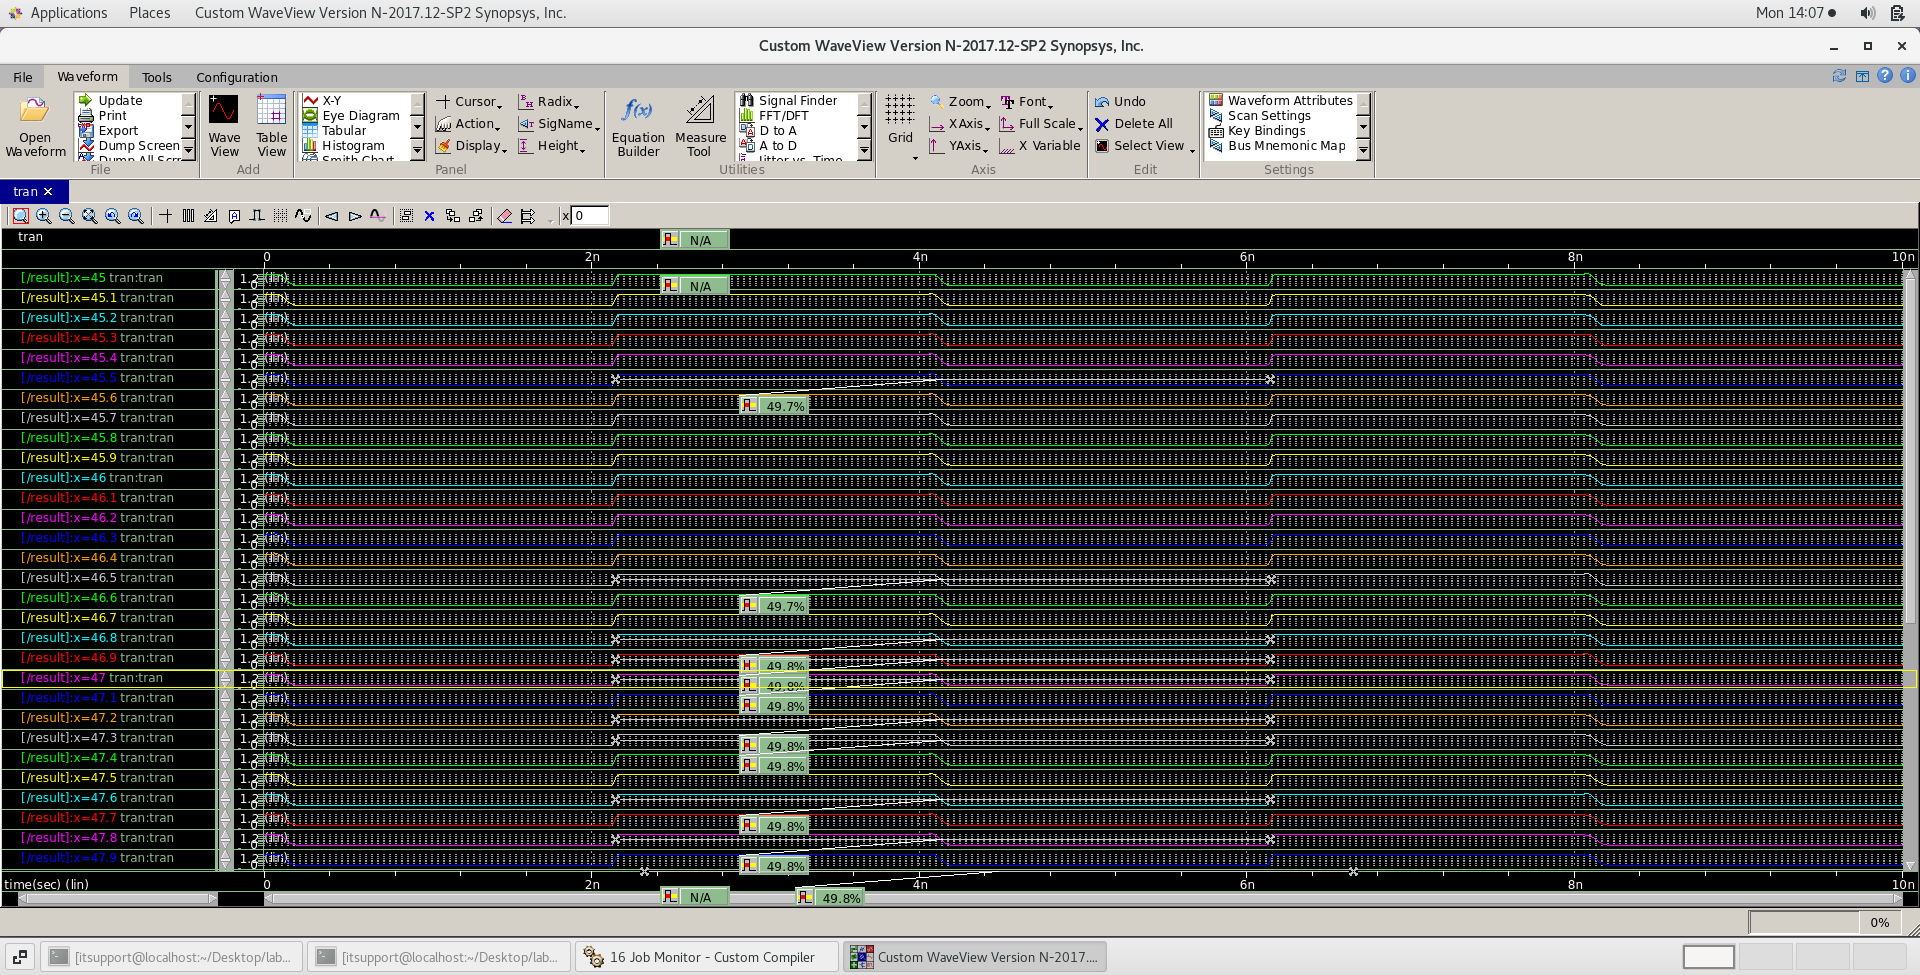 Applications Places Custom WaveView Version N-2017.12-SP2 Synopsys, Inc. Mon 14:07
Custom WaveView Version N-2017.12-SP2 Synopsys, Inc.
File Waveform Tools Configuration
Open Waveform
Update
Print
Export
Dump Screen
File
Wave View
Table View
Add
X-Y
Eye Diagram
Tabular
Histogram
Smith Chart
Cursor
Action
Display
Radix
SigName
Height
Panel
f(x)
Equation Builder
Measure Tool
Signal Finder
FFT/DFT
D to A
A to D
Jitter vs. Time
Utilities
Grid
Zoom
XAxis
YAxis
Font
Full Scale
X Variable
Axis
Undo
Delete All
Select View
Edit
Waveform Attributes
Scan Settings
Key Bindings
Bus Mnemonic Map
Settings
tran
x 0
tran
N/A
0 2n 4n 6n 8n 10n
[/result]:x=45 tran:tran
N/A
[/result]:x=45.1 tran:tran
[/result]:x=45.2 tran:tran
[/result]:x=45.3 tran:tran
[/result]:x=45.4 tran:tran
[/result]:x=45.5 tran:tran
[/result]:x=45.6 tran:tran
49.7%
[/result]:x=45.7 tran:tran
[/result]:x=45.8 tran:tran
[/result]:x=45.9 tran:tran
[/result]:x=46 tran:tran
[/result]:x=46.1 tran:tran
[/result]:x=46.2 tran:tran
[/result]:x=46.3 tran:tran
[/result]:x=46.4 tran:tran
[/result]:x=46.5 tran:tran
[/result]:x=46.6 tran:tran
49.7%
[/result]:x=46.7 tran:tran
[/result]:x=46.8 tran:tran
[/result]:x=46.9 tran:tran
49.8%
[/result]:x=47 tran:tran
49.8%
[/result]:x=47.1 tran:tran
49.8%
[/result]:x=47.2 tran:tran
[/result]:x=47.3 tran:tran
49.8%
[/result]:x=47.4 tran:tran
49.8%
[/result]:x=47.5 tran:tran
[/result]:x=47.6 tran:tran
[/result]:x=47.7 tran:tran
49.8%
[/result]:x=47.8 tran:tran
[/result]:x=47.9 tran:tran
49.8%
time(sec) (lin) 0 2n 4n 6n 8n 10n
N/A 49.8%
0%
[itsupport@localhost:~/Desktop/lab... [itsupport@localhost:~/Desktop/lab... 16 Job Monitor - Custom Compiler Custom WaveView Version N-2017....